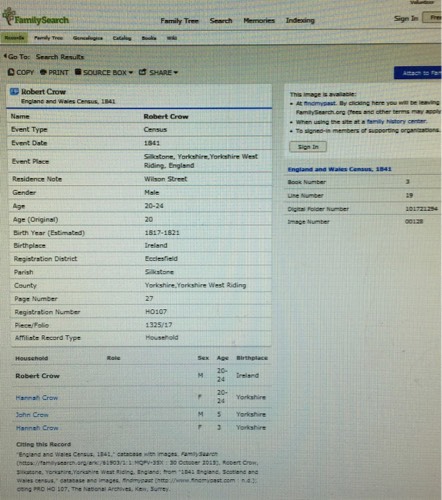 Volunteer
FamilySearch
Family Tree Search Memories Indexing
Sign In Free
Records Family Tree Genealogies Catalog Books Wiki
Go To: Search Results
COPY PRINT SOURCE BOX SHARE
Attach to Fam
Robert Crow
England and Wales Census, 1841
Name Robert Crow
Event Type Census
Event Date 1841
Event Place Silkstone, Yorkshire,Yorkshire West
Riding, England
Residence Note Wilson Street
Gender Male
Age 20-24
Age (Original) 20
Birth Year (Estimated) 1817-1821
Birthplace Ireland
Registration District Ecclesfield
Parish Silkstone
County Yorkshire,Yorkshire West Riding
Page Number 27
Registration Number HO107
Piece/Folio 1325/17
Affiliate Record Type Household
Household Role Sex Age Birthplace
Robert Crow M 20-
24 Ireland
Hannah Crow F 20-
24 Yorkshire
John Crow M 5 Yorkshire
Hannah Crow F 3 Yorkshire
Citing this Record
"England and Wales Census, 1841," database with images, FamilySearch
30 October 2015), Robert Crow,
Silkstone, Yorkshire,Yorkshire West Riding, England; from "1841 England, Scotland and
Wales census," database and images, findmypast (http://www.findmypast.com : n.d.);
citing PRO HO 107, The National Archives, Kew, Surrey.
This image is available:
At findmypast. By clicking here you will be leaving
FamilySearch.org (fees and other terms may apply
When using the site at a family history center.
To signed-in members of supporting organizations.
Sign In
England and Wales Census, 1841
Book Number 3
Line Number 19
Digital Folder Number 101721294
Image Number 00128